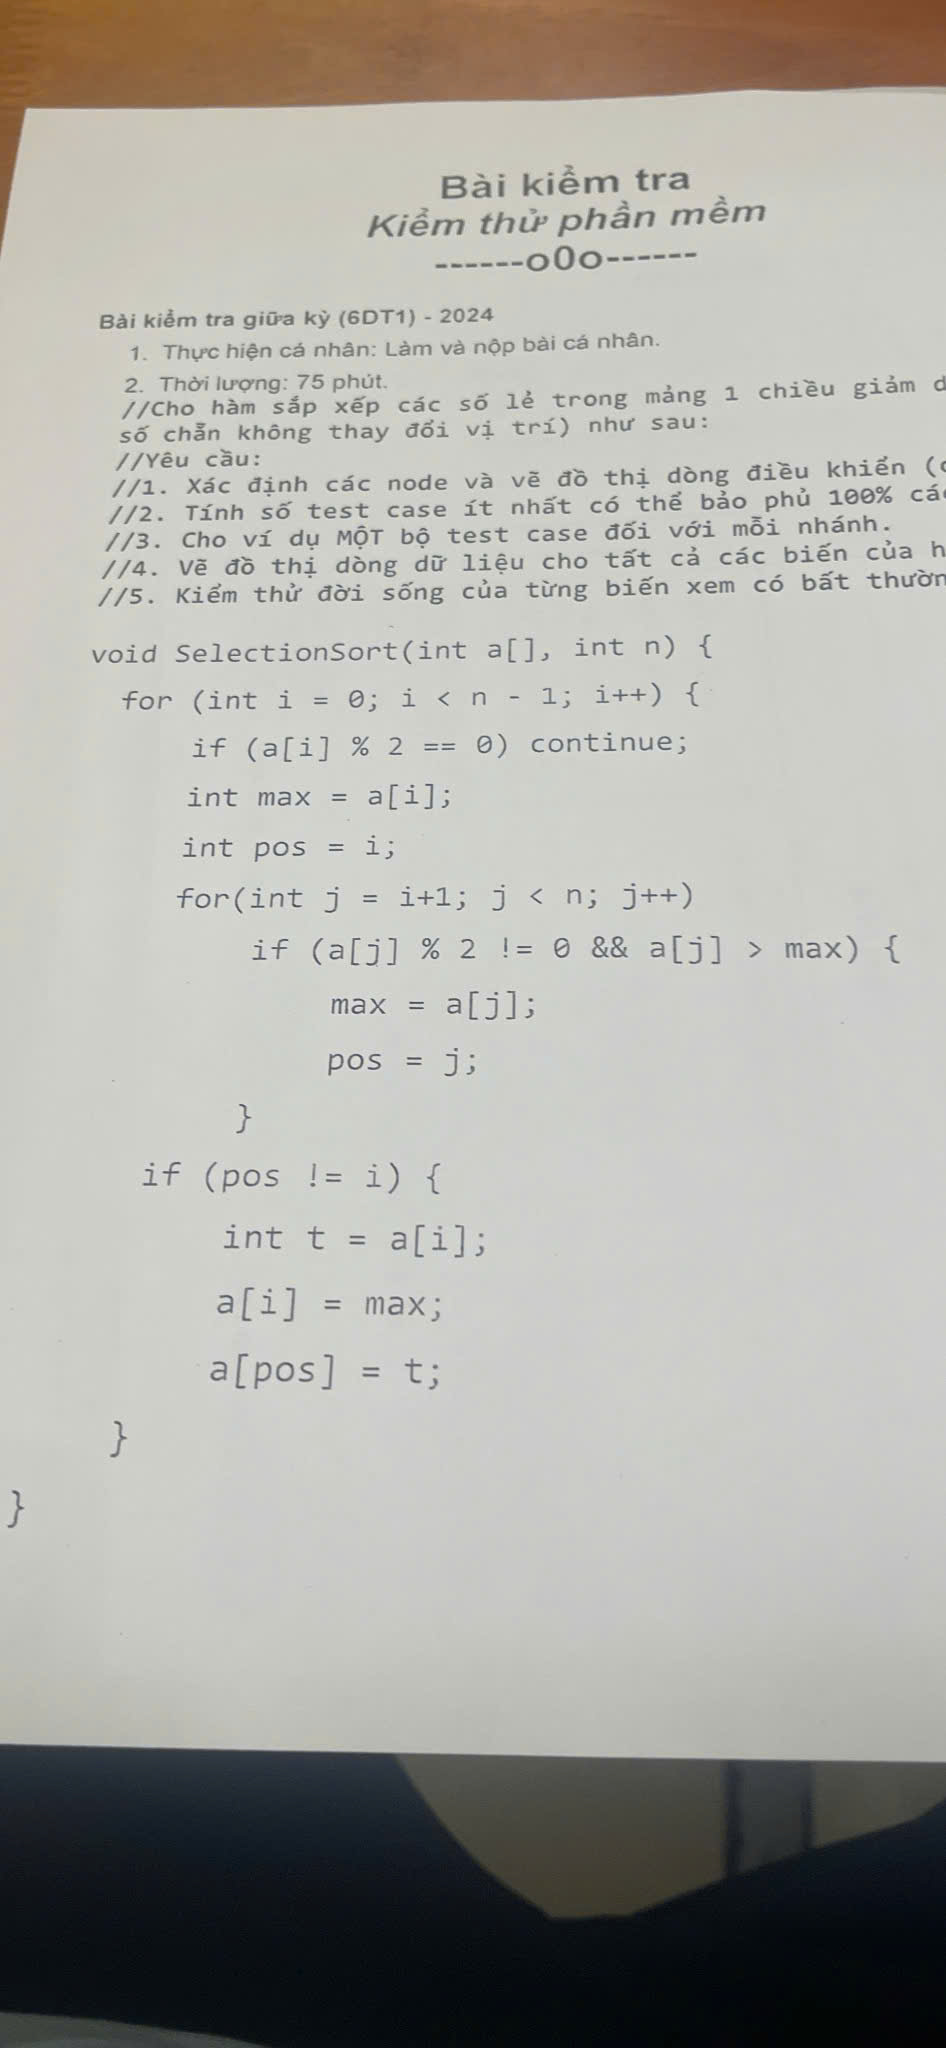 Bài kiểm tra
Kiểm thử phần mềm
------o0o------
Bài kiểm tra giữa kỳ (6DT1) - 2024
1. Thực hiện cá nhân: Làm và nộp bài cá nhân.
2. Thời lượng: 75 phút.
//Cho hàm sắp xếp các số lẻ trong mảng 1 chiều giảm
số chẵn không thay đổi vị trí) như sau:
//Yêu cầu:
//1. Xác định các node và vẽ đồ thị dòng điều khiển
//2. Tính số test case ít nhất có thể bảo phủ 100%
//3. Cho ví dụ MỘT bộ test case đối với mỗi nhánh.
//4. Vẽ đồ thị dòng dữ liệu cho tất cả các biến của
//5. Kiểm thử đời sống của từng biến xem có bất
void SelectionSort(int a[], int n) {
for (int i = 0; i < n - 1; i++) {
if (a[i] % 2 == 0) continue;
int max = a[i];
int pos = i;
for(int j = i+1; j < n; j++)
if (a[j] % 2 != 0 && a[j] > max) {
max = a[j];
pos = j;
}
if (pos != i) {
int t = a[i];
a[i] = max;
a[pos] = t;
}
}